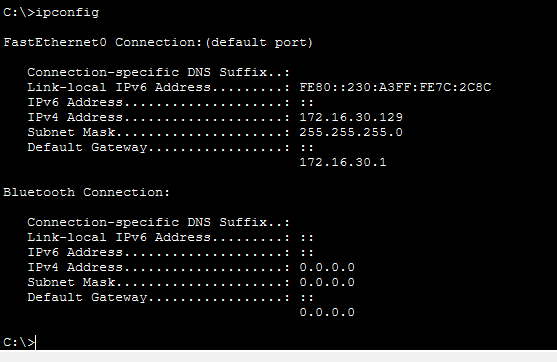 C:\>ipconfig
FastEthernet0 Connection:(default port)
Connection-specific DNS Suffix..:
Link-local IPv6 Address.........: FE80::230:A3FF:FE7C:2C8C
IPv6 Address....................: ::
IPv4 Address....................: 172.16.30.129
Subnet Mask.....................: 255.255.255.0
Default Gateway.................: ::
172.16.30.1
Bluetooth Connection:
Connection-specific DNS Suffix..:
Link-local IPv6 Address.........: ::
IPv6 Address....................: ::
IPv4 Address....................: 0.0.0.0
Subnet Mask.....................: 0.0.0.0
Default Gateway.................: ::
0.0.0.0
C:\>